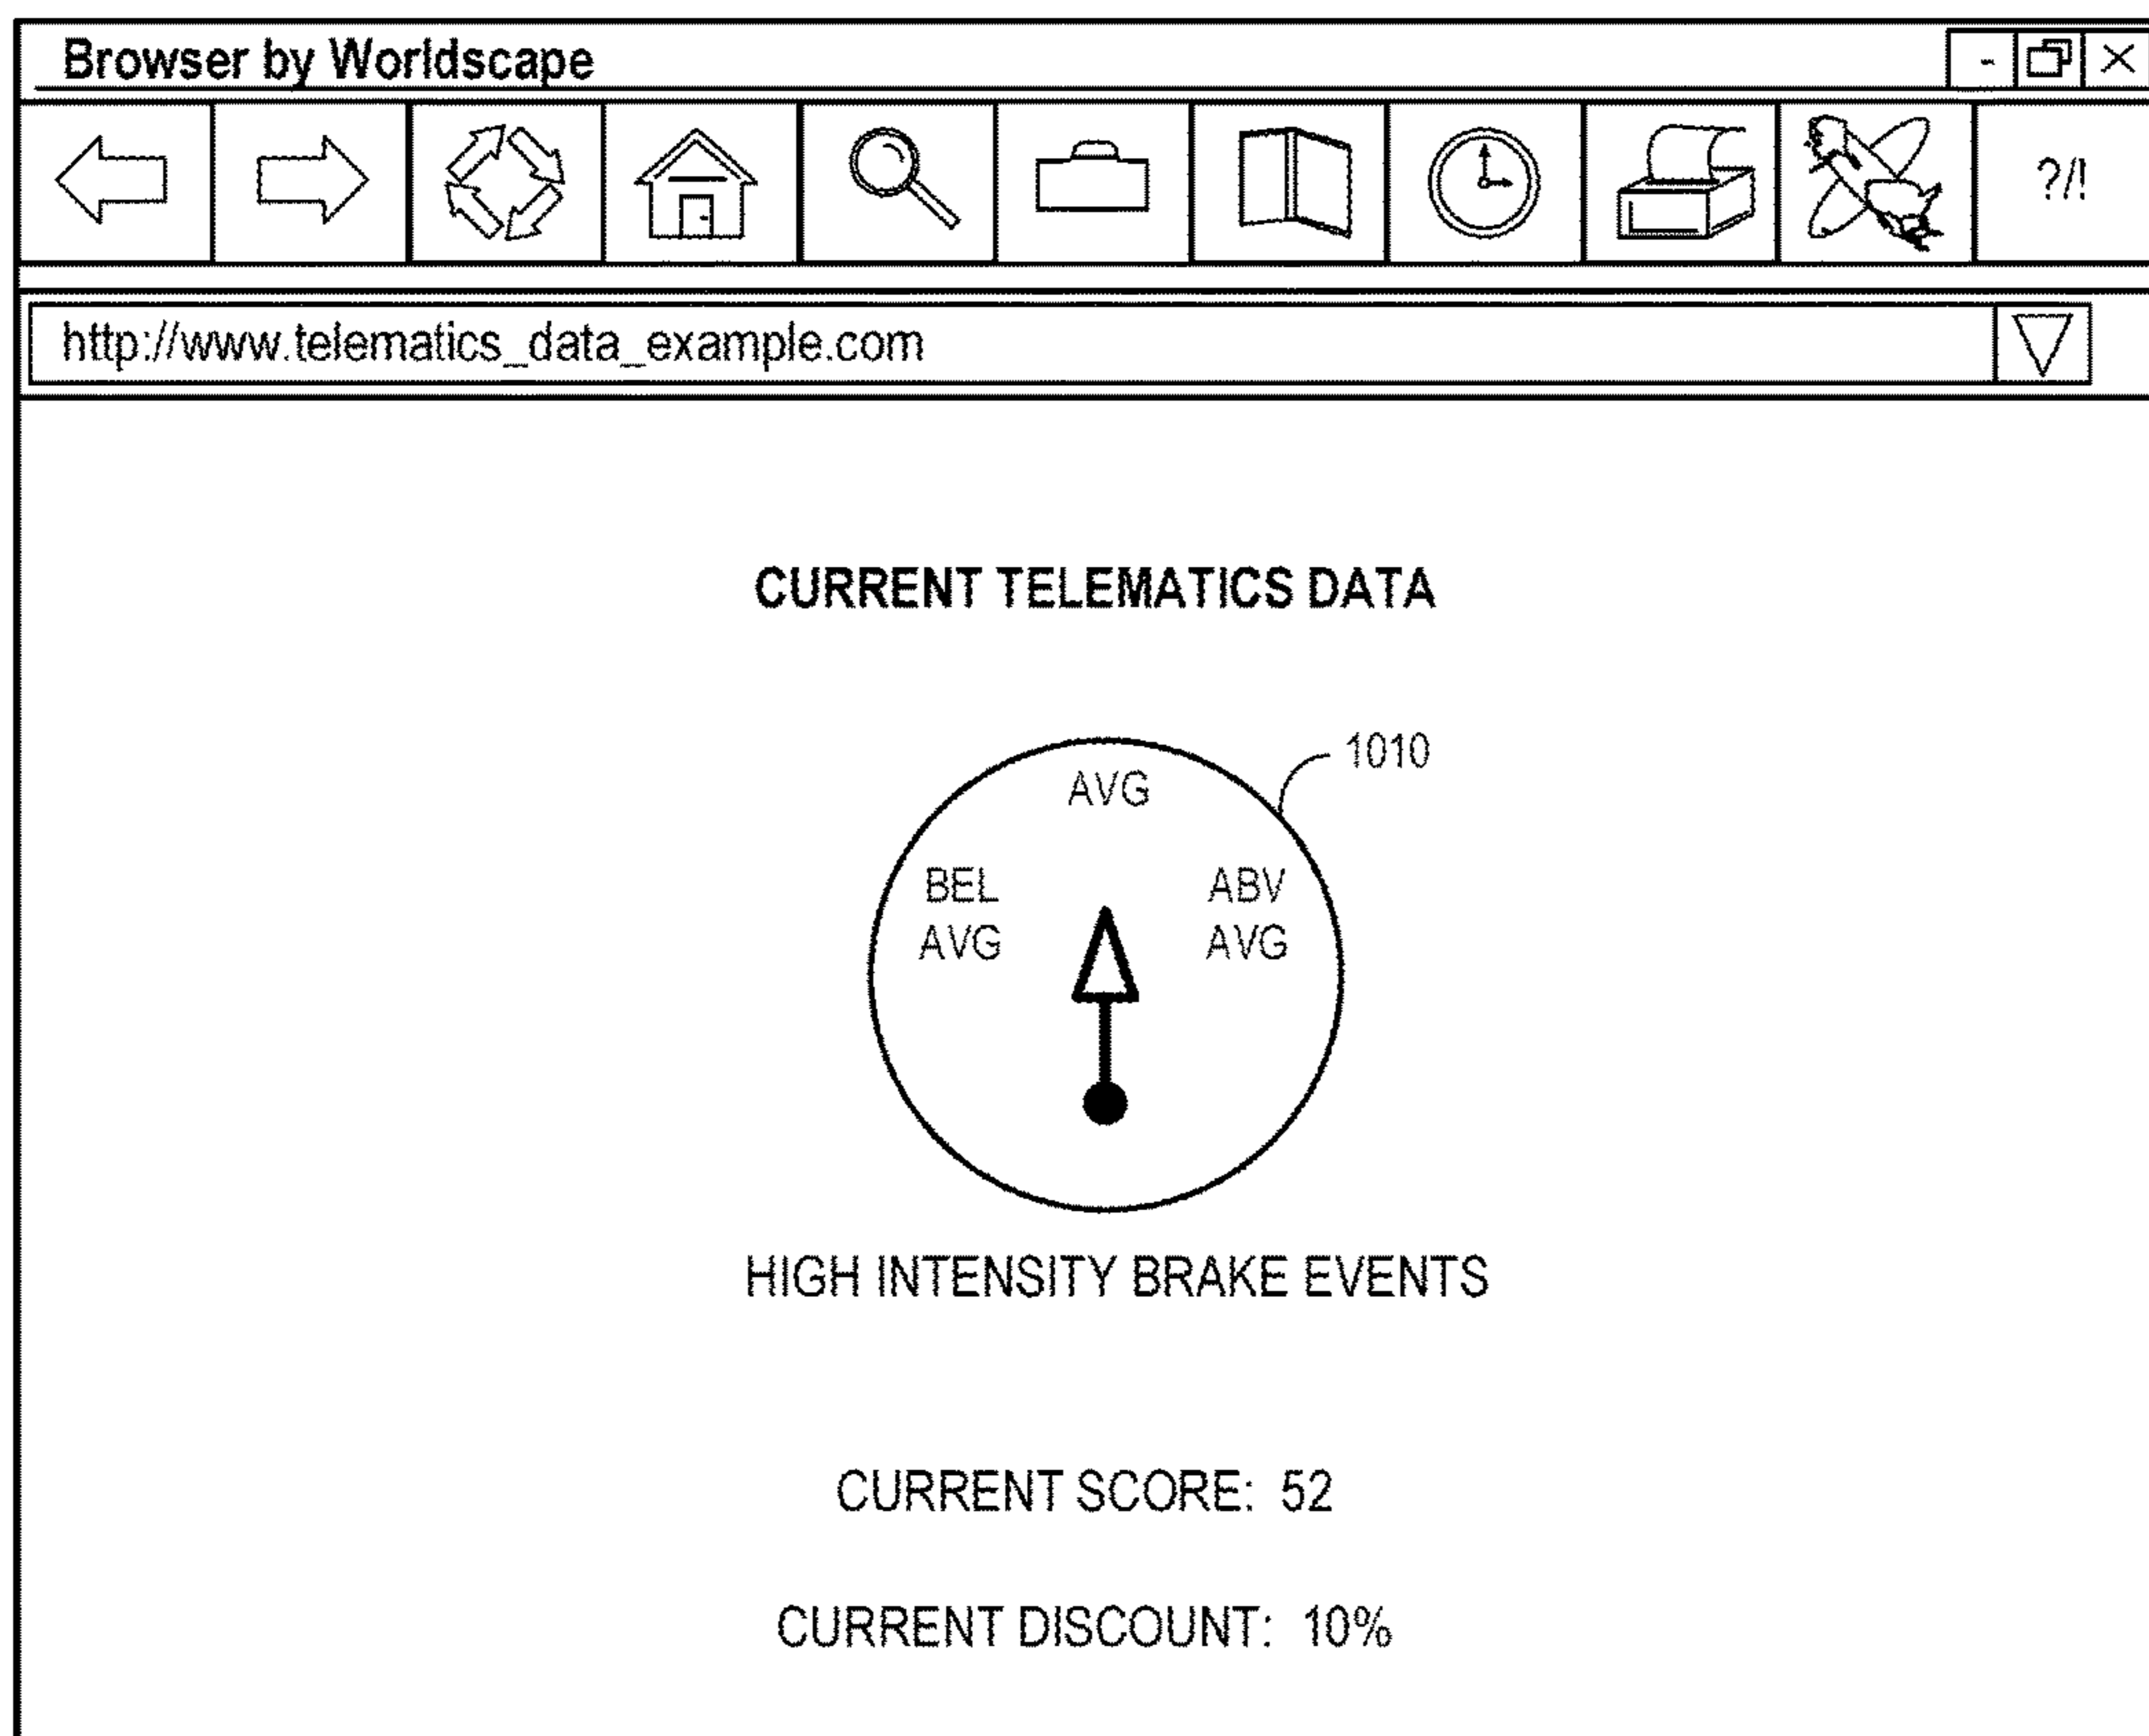 Browser by Worldscape
?/!
http://www.telematics_data_example.com
CURRENT TELEMATICS DATA
1010
AVG
BEL
AVG
ABV
AVG
HIGH INTENSITY BRAKE EVENTS
CURRENT SCORE: 52
CURRENT DISCOUNT: 10%